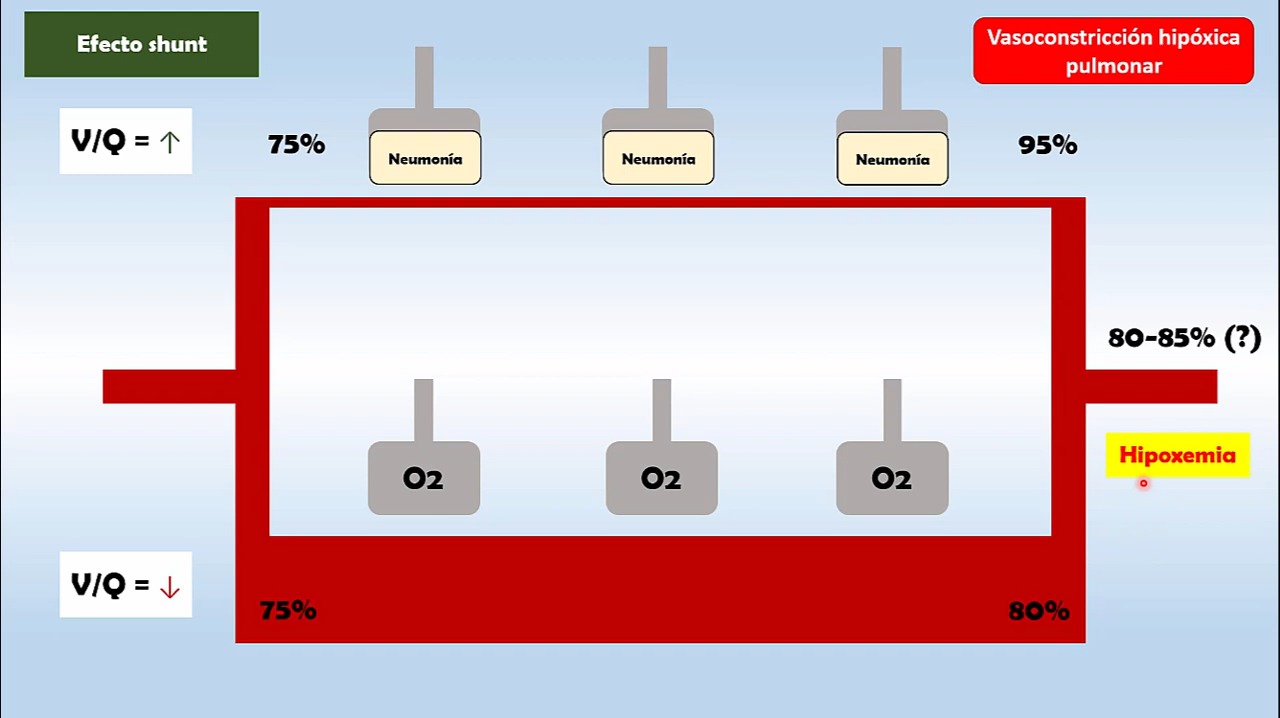 Efecto shunt
Vasoconstricción hipóxica
pulmonar
V/Q = ↑
75%
Neumonía
Neumonía
Neumonía
95%
80-85% (?)
Hipoxemia
O2
O2
O2
V/Q = ↓
75%
80%